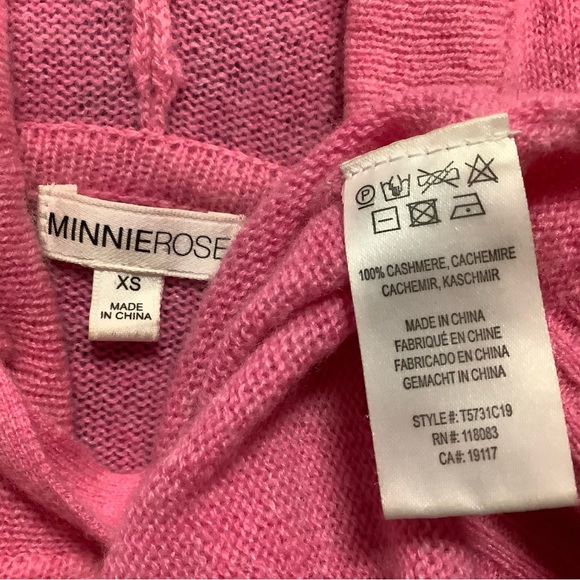 MINNIEROSE
XS
MADE
IN CHINA
P
100% CASHMERE, CACHEMIRE
CACHEMIR, KASCHMIR
MADE IN CHINA
FABRIQUÉ EN CHINE
FABRICADO EN CHINA
GEMACHT IN CHINA
STYLE #: T5731C19
RN #: 118083
CA#: 19117